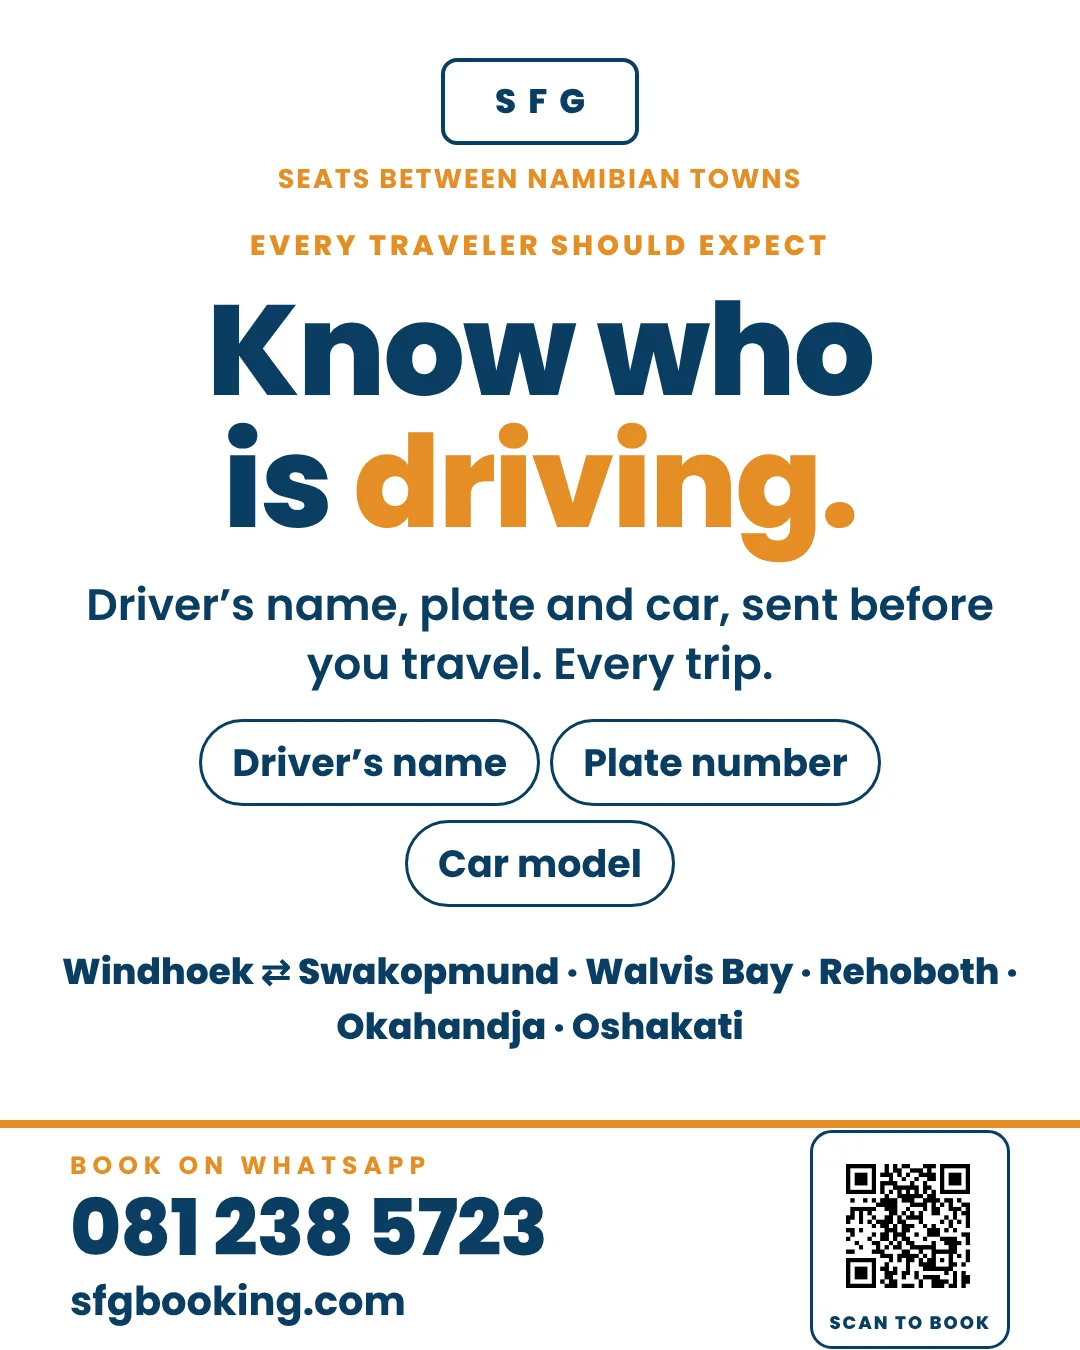 S F G
SEATS BETWEEN NAMIBIAN TOWNS
EVERY TRAVELER SHOULD EXPECT
Know who
is driving.
Driver’s name, plate and car, sent before
you travel. Every trip.
Driver’s name
Plate number
Car model
Windhoek ⇄ Swakopmund · Walvis Bay · Rehoboth ·
Okahandja · Oshakati
BOOK ON WHATSAPP
081 238 5723
sfgbooking.com
SCAN TO BOOK